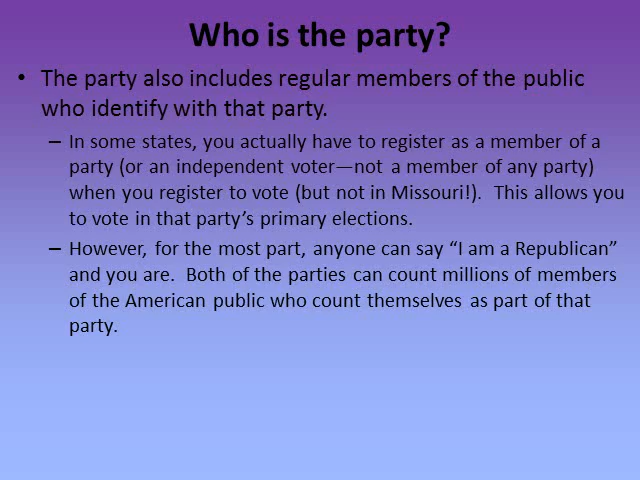 Who is the party?
• The party also includes regular members of the public
who identify with that party.
– In some states, you actually have to register as a member of a
party (or an independent voter—not a member of any party)
when you register to vote (but not in Missouri!). This allows you
to vote in that party’s primary elections.
– However, for the most part, anyone can say “I am a Republican”
and you are. Both of the parties can count millions of members
of the American public who count themselves as part of that
party.